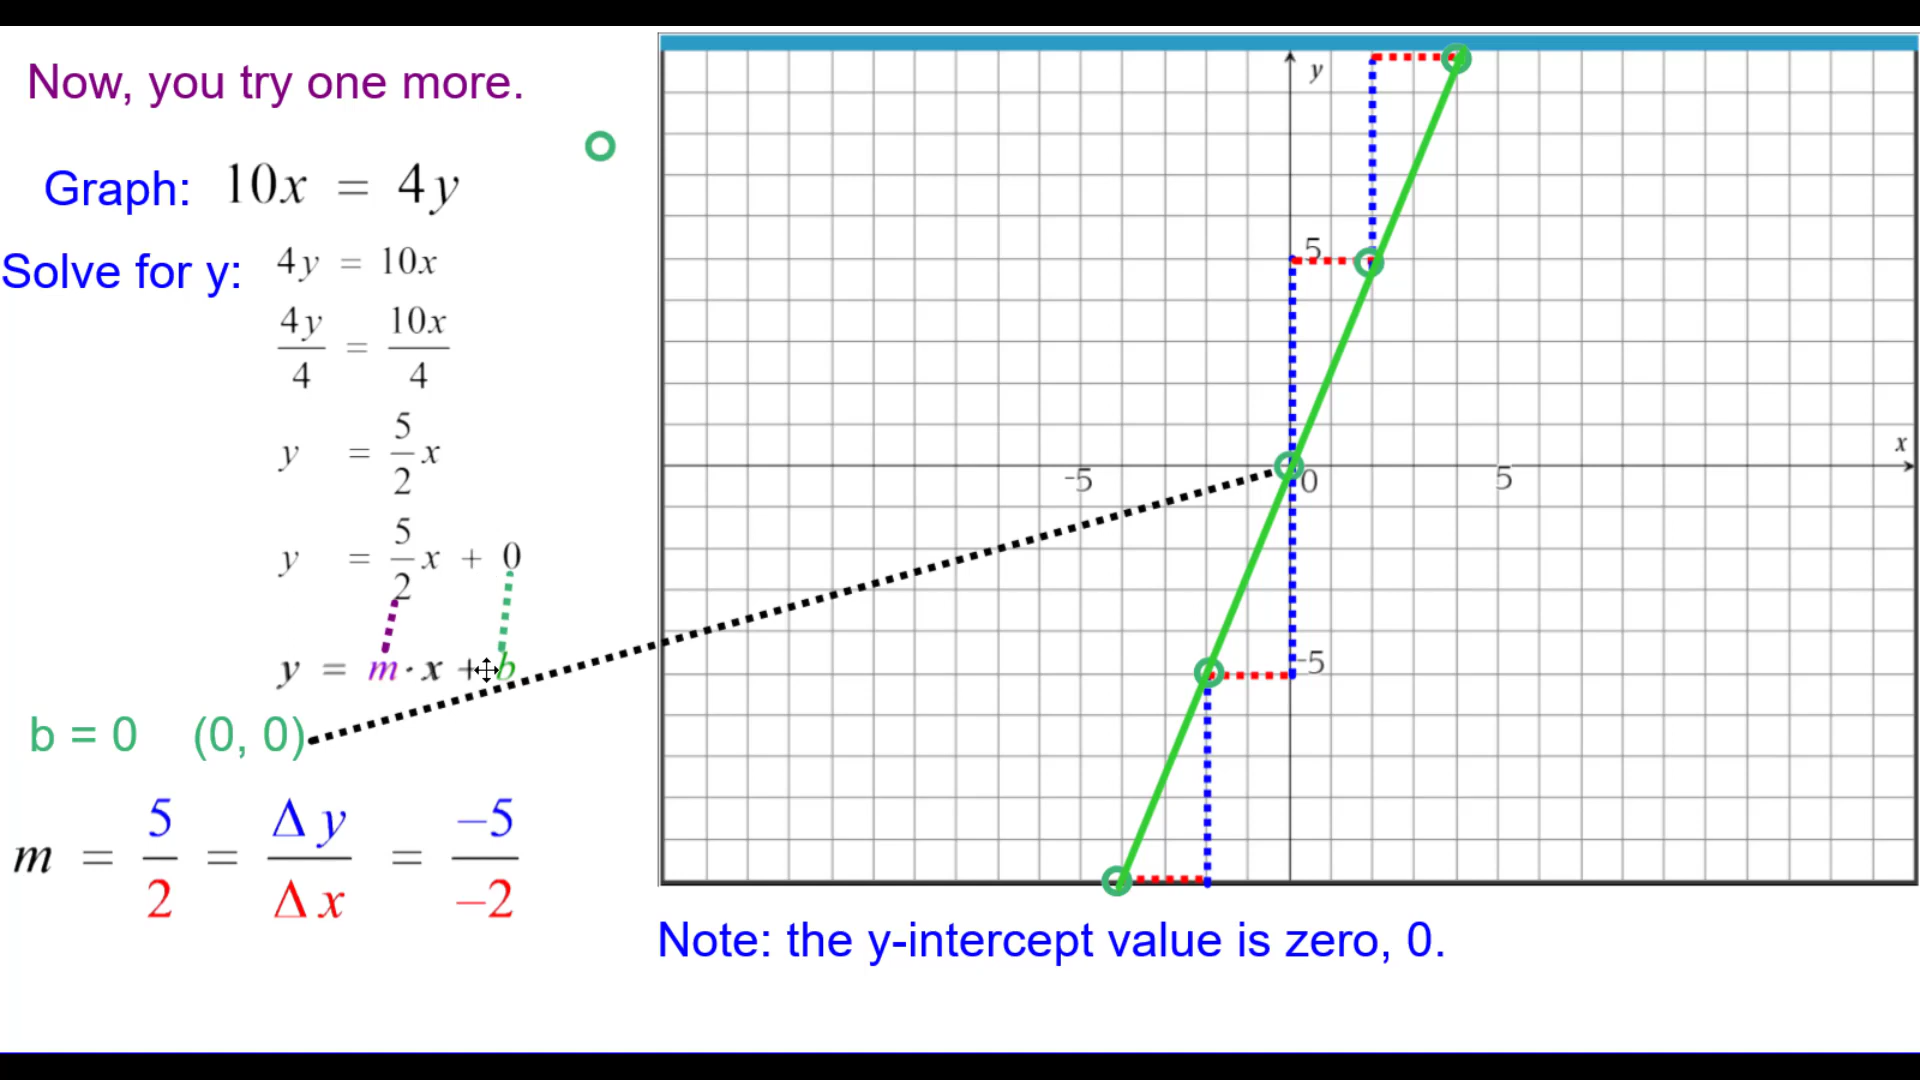 Now, you try one more.
Graph: 10x = 4y
Solve for y: 4y = 10x
4y/4 = 10x/4
y = 5/2 x
y = 5/2 x + 0
y = m · x + b
b = 0 (0, 0)
m = 5/2 = Δy/Δx = −5/−2
y
5
x
-5 0 5
-5
Note: the y-intercept value is zero, 0.